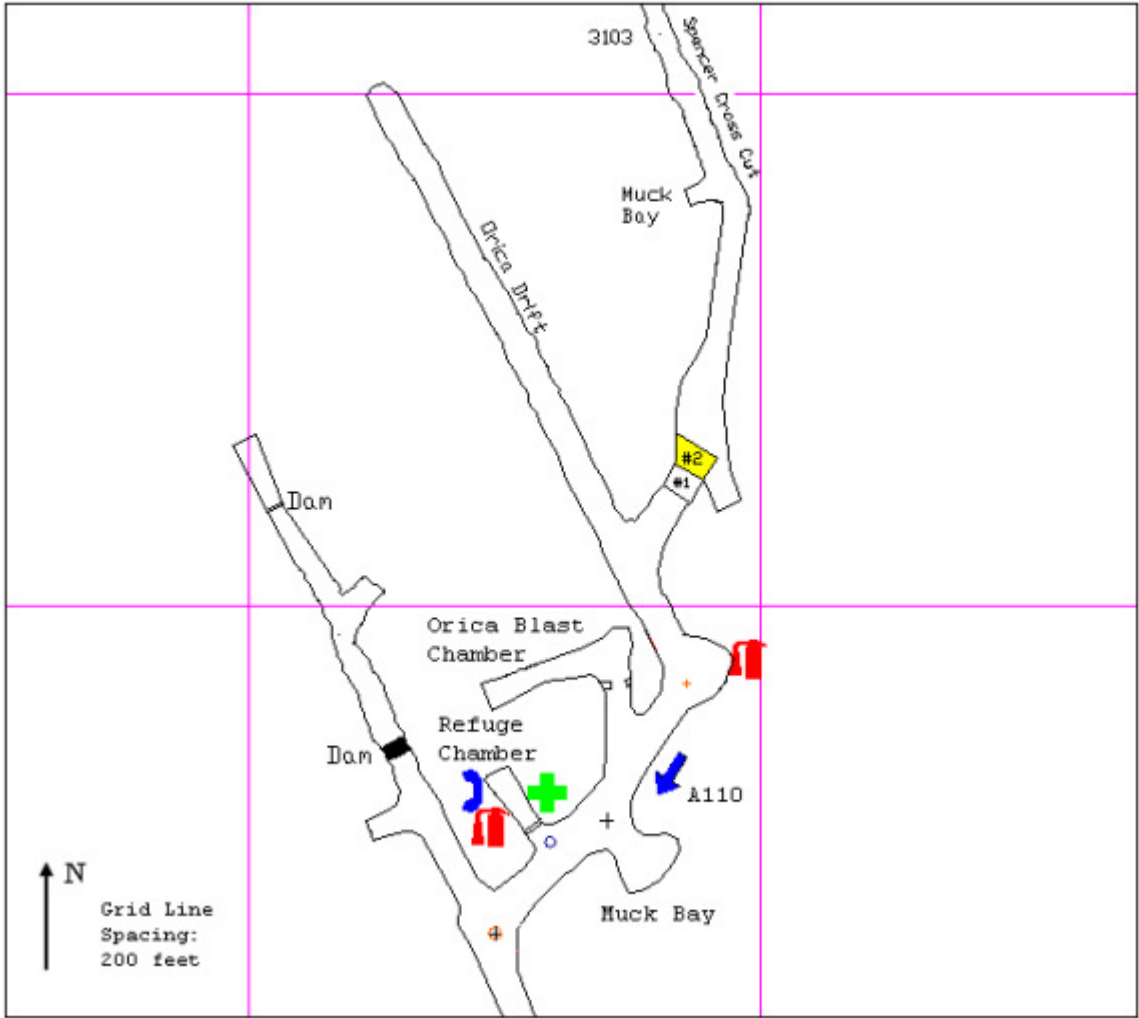 3103
Spencer Cross Cut
Muck
Bay
Orica Drift
#2
#1
Dam
Orica Blast
Chamber
Refuge
Chamber
Dam
A110
N
Grid Line
Spacing:
200 feet
Muck Bay